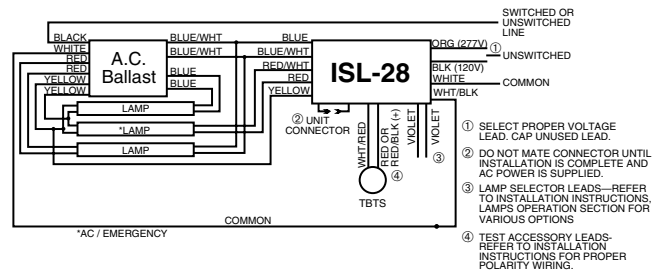 SWITCHED OR
UNSWITCHED
LINE
BLACK
WHITE
RED
RED
YELLOW
YELLOW
A.C.
Ballast
BLUE/WHT
BLUE/WHT
BLUE
BLUE
BLUE
BLUE/WHT
RED/WHT
RED
YELLOW
ISL-28
ORG (277V)
①
UNSWITCHED
BLK (120V)
WHITE
COMMON
WHT/BLK
LAMP
*LAMP
LAMP
② UNIT
CONNECTOR
WHT/RED
RED OR
RED/BLK (+)
VIOLET
VIOLET
③
④
TBTS
COMMON
*AC / EMERGENCY
① SELECT PROPER VOLTAGE
LEAD. CAP UNUSED LEAD.
② DO NOT MATE CONNECTOR UNTIL
INSTALLATION IS COMPLETE AND
AC POWER IS SUPPLIED.
③ LAMP SELECTOR LEADS—REFER
TO INSTALLATION INSTRUCTIONS,
LAMPS OPERATION SECTION FOR
VARIOUS OPTIONS
④ TEST ACCESSORY LEADS-
REFER TO INSTALLATION
INSTRUCTIONS FOR PROPER
POLARITY WIRING.